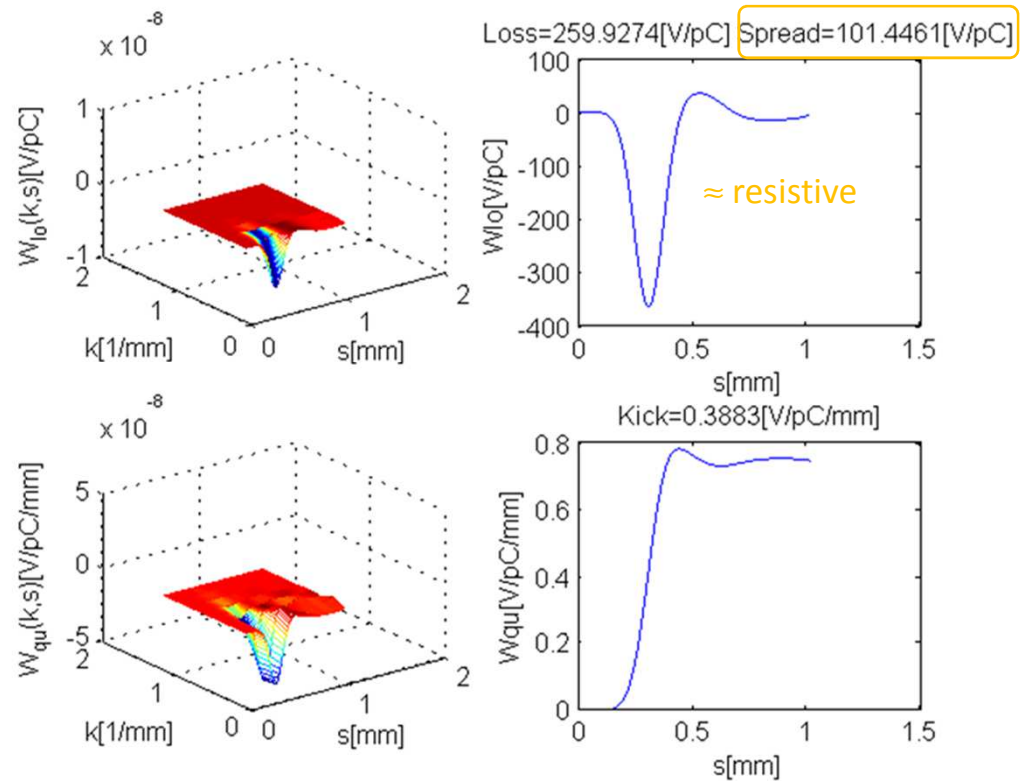 x 10
-8
1
0
-1
W_lo(k,s)[V/pC]
2
1
0
k[1/mm]
0
1
2
s[mm]
Loss=259.9274[V/pC] Spread=101.4461[V/pC]
100
0
-100
-200
-300
-400
Wlo[V/pC]
≈ resistive
0
0.5
1
1.5
s[mm]
x 10
-8
5
0
-5
W_qu(k,s)[V/pC/mm]
2
1
0
k[1/mm]
0
1
2
s[mm]
Kick=0.3883[V/pC/mm]
0.8
0.6
0.4
0.2
0
Wqu[V/pC/mm]
0
0.5
1
1.5
s[mm]